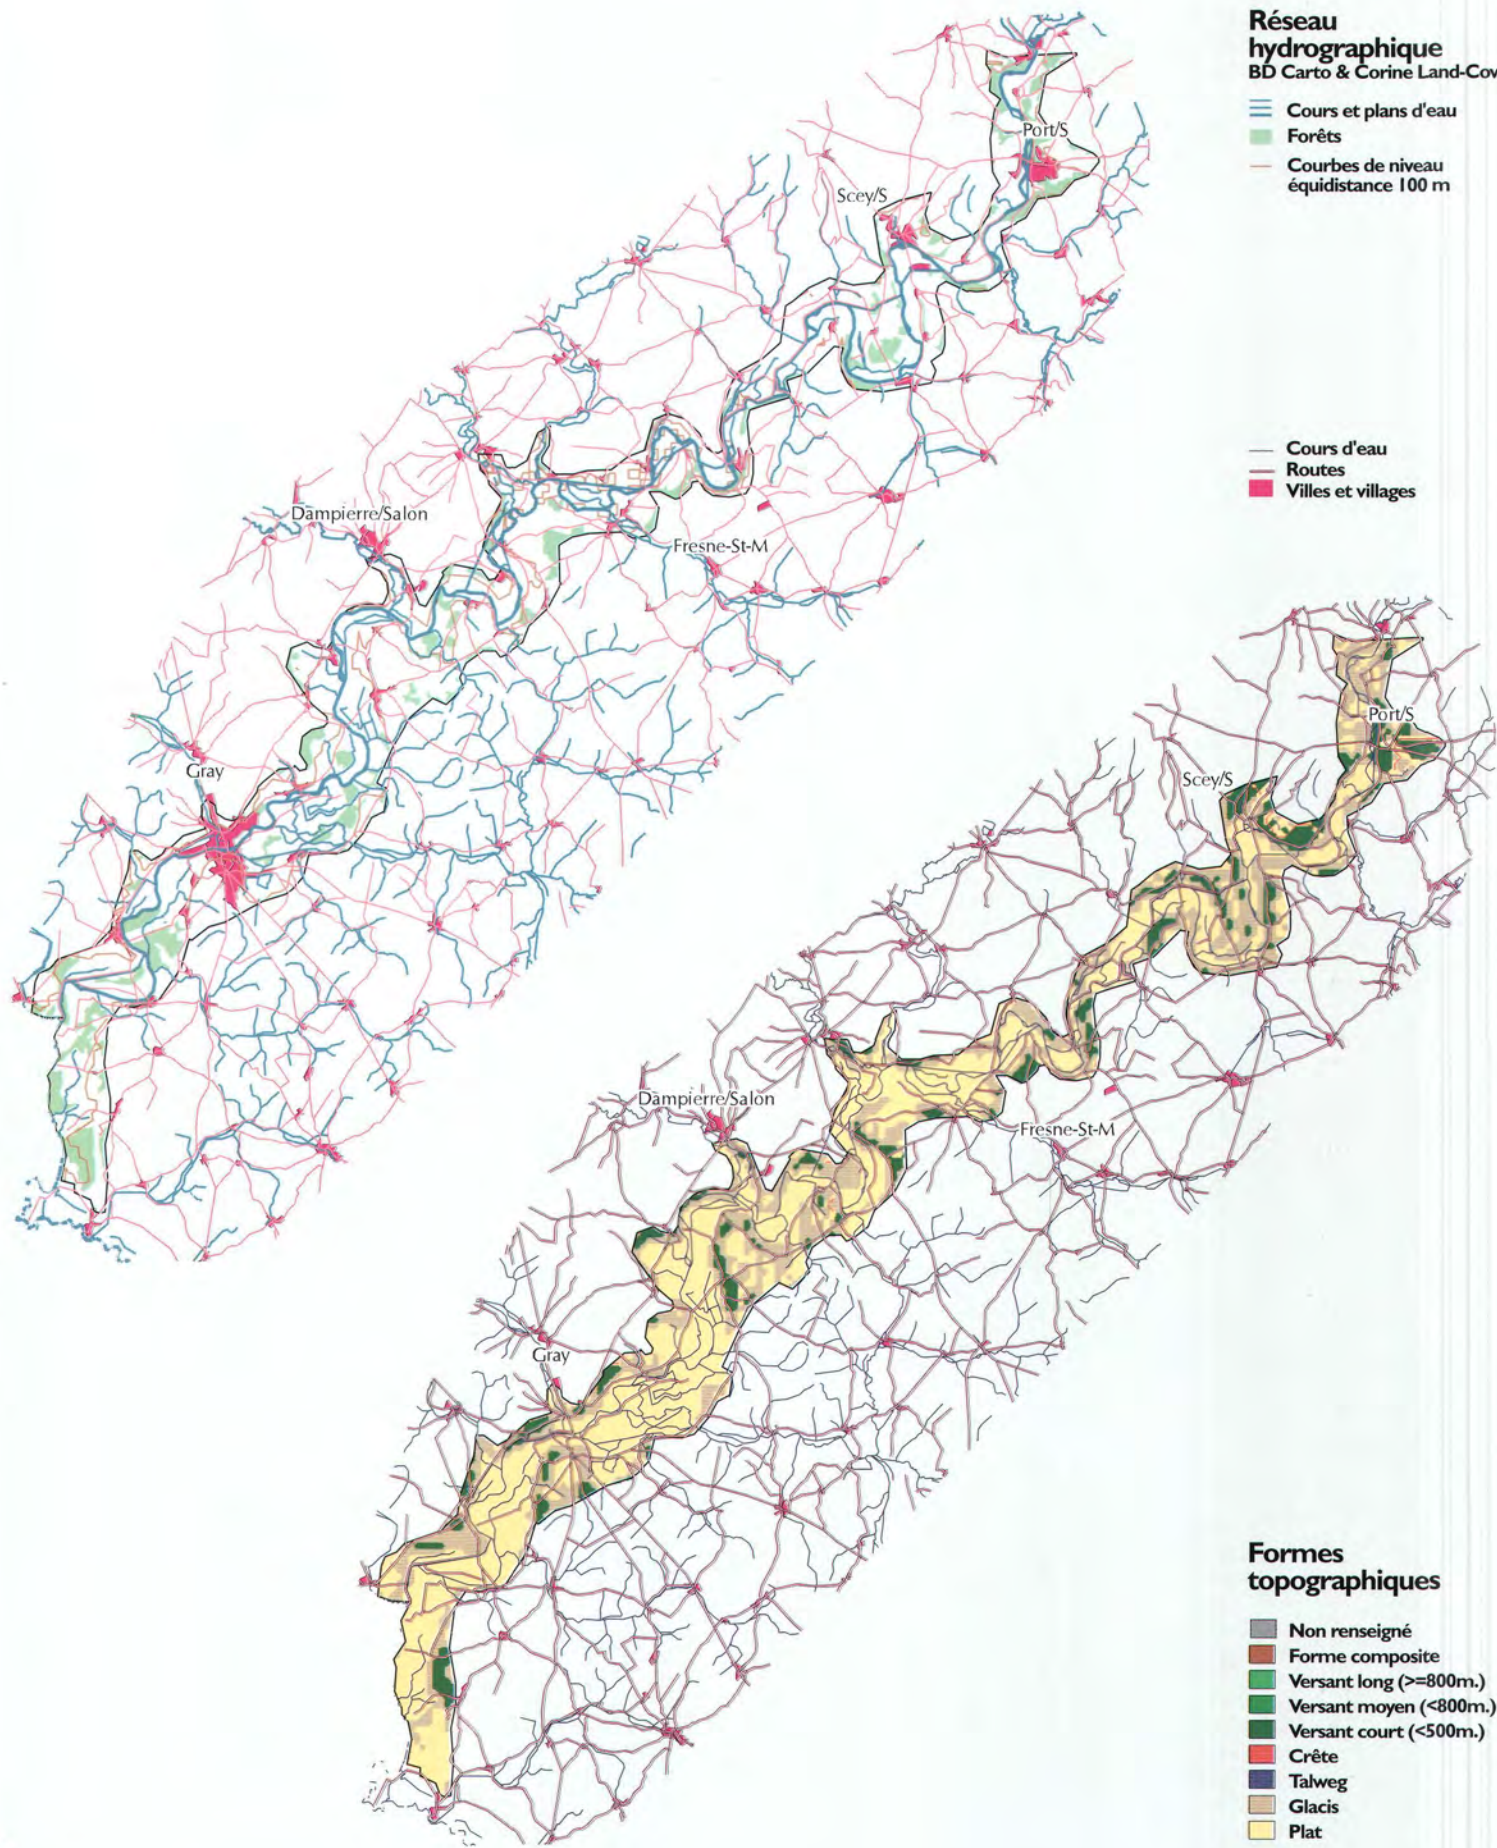 Réseau
hydrographique
BD Carto & Corine Land-Cov
Cours et plans d'eau
Forêts
Courbes de niveau
équidistance 100 m
Port/S
Scey/S
Cours d'eau
Routes
Villes et villages
Dampierre/Salon
Fresne-St-M
Gray
Port/S
Scey/S
Dampierre/Salon
Fresne-St-M
Gray
Formes
topographiques
Non renseigné
Forme composite
Versant long (>=800m.)
Versant moyen (<800m.)
Versant court (<500m.)
Crête
Talweg
Glacis
Plat